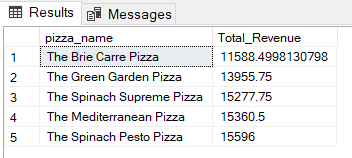 Results Messages
pizza_name Total_Revenue
1 The Brie Carre Pizza 11588.4998130798
2 The Green Garden Pizza 13955.75
3 The Spinach Supreme Pizza 15277.75
4 The Mediterranean Pizza 15360.5
5 The Spinach Pesto Pizza 15596